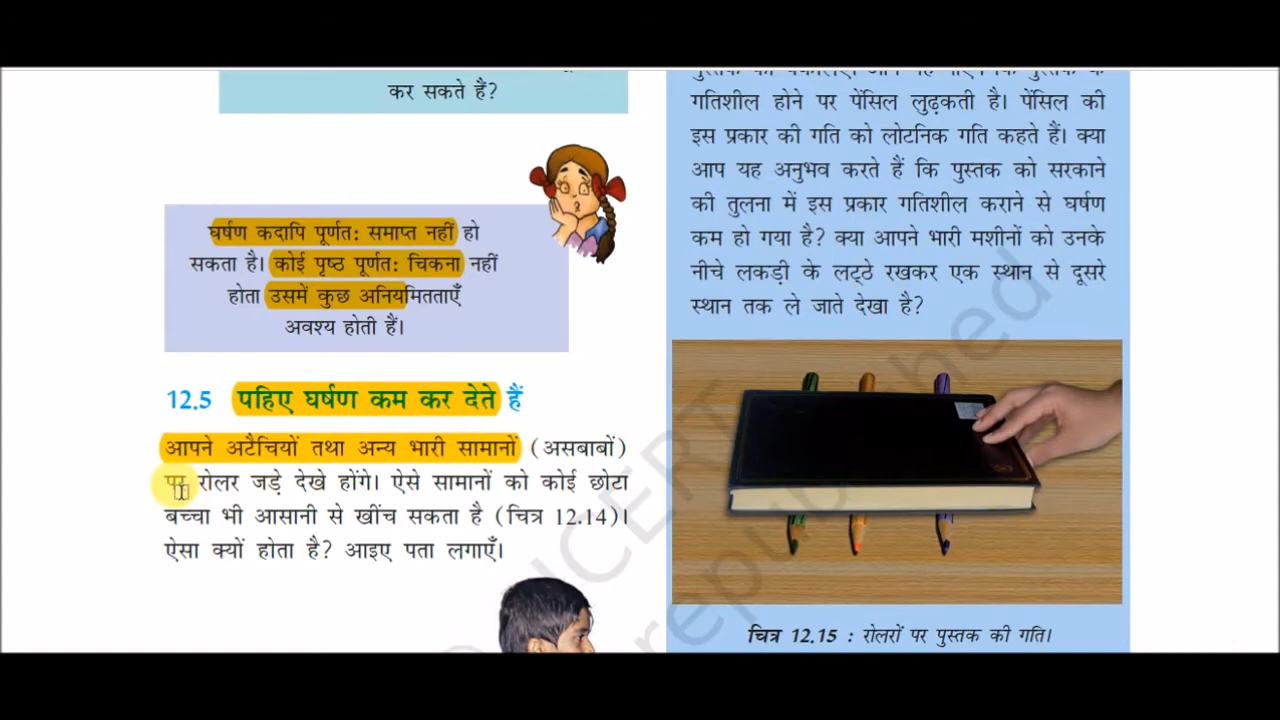 कर सकते हैं?
घर्षण कदापि पूर्णत: समाप्त नहीं हो
सकता है। कोई पृष्ठ पूर्णत: चिकना नहीं
होता उसमें कुछ अनियमितताएँ
अवश्य होती हैं।
12.5 पहिए घर्षण कम कर देते हैं
आपने अटैचियों तथा अन्य भारी सामानों (असबाबों)
पर रोलर जड़े देखे होंगे। ऐसे सामानों को कोई छोटा
बच्चा भी आसानी से खींच सकता है (चित्र 12.14)।
ऐसा क्यों होता है? आइए पता लगाएँ।
गतिशील होने पर पेंसिल लुढ़कती है। पेंसिल की
इस प्रकार की गति को लोटनिक गति कहते हैं। क्या
आप यह अनुभव करते हैं कि पुस्तक को सरकाने
की तुलना में इस प्रकार गतिशील कराने से घर्षण
कम हो गया है? क्या आपने भारी मशीनों को उनके
नीचे लकड़ी के लट्ठे रखकर एक स्थान से दूसरे
स्थान तक ले जाते देखा है?
चित्र 12.15 : रोलरों पर पुस्तक की गति।